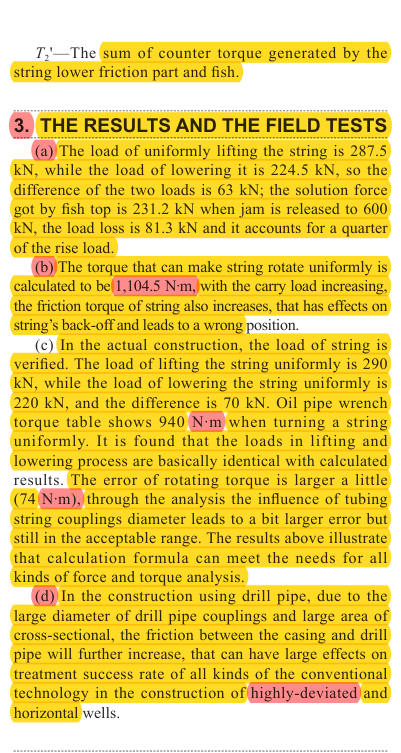 T₂'—The sum of counter torque generated by the
string lower friction part and fish.
3. THE RESULTS AND THE FIELD TESTS
(a) The load of uniformly lifting the string is 287.5
kN, while the load of lowering it is 224.5 kN, so the
difference of the two loads is 63 kN; the solution force
got by fish top is 231.2 kN when jam is released to 600
kN, the load loss is 81.3 kN and it accounts for a quarter
of the rise load.
(b) The torque that can make string rotate uniformly is
calculated to be 1,104.5 N·m, with the carry load increasing,
the friction torque of string also increases, that has effects on
string's back-off and leads to a wrong position.
(c) In the actual construction, the load of string is
verified. The load of lifting the string uniformly is 290
kN, while the load of lowering the string uniformly is
220 kN, and the difference is 70 kN. Oil pipe wrench
torque table shows 940 N·m when turning a string
uniformly. It is found that the loads in lifting and
lowering process are basically identical with calculated
results. The error of rotating torque is larger a little
(74 N·m), through the analysis the influence of tubing
string couplings diameter leads to a bit larger error but
still in the acceptable range. The results above illustrate
that calculation formula can meet the needs for all
kinds of force and torque analysis.
(d) In the construction using drill pipe, due to the
large diameter of drill pipe couplings and large area of
cross-sectional, the friction between the casing and drill
pipe will further increase, that can have large effects on
treatment success rate of all kinds of the conventional
technology in the construction of highly-deviated and
horizontal wells.